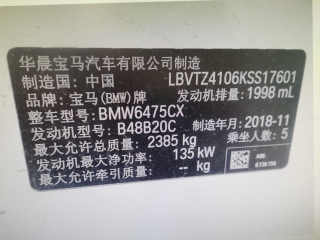 华晨宝马汽车有限公司制造
制造国：中国 LBVTZ4106KSS17601
品牌：宝马(BMW)牌 发动机排量：1998 mL
整车型号：BMW6475CX
发动机型号：B48B20C 制造年月：2018-11
最大允许总质量：2385 kg 乘坐人数：5
发动机最大净功率：135 kW
最大允许牵引质量：-- kg